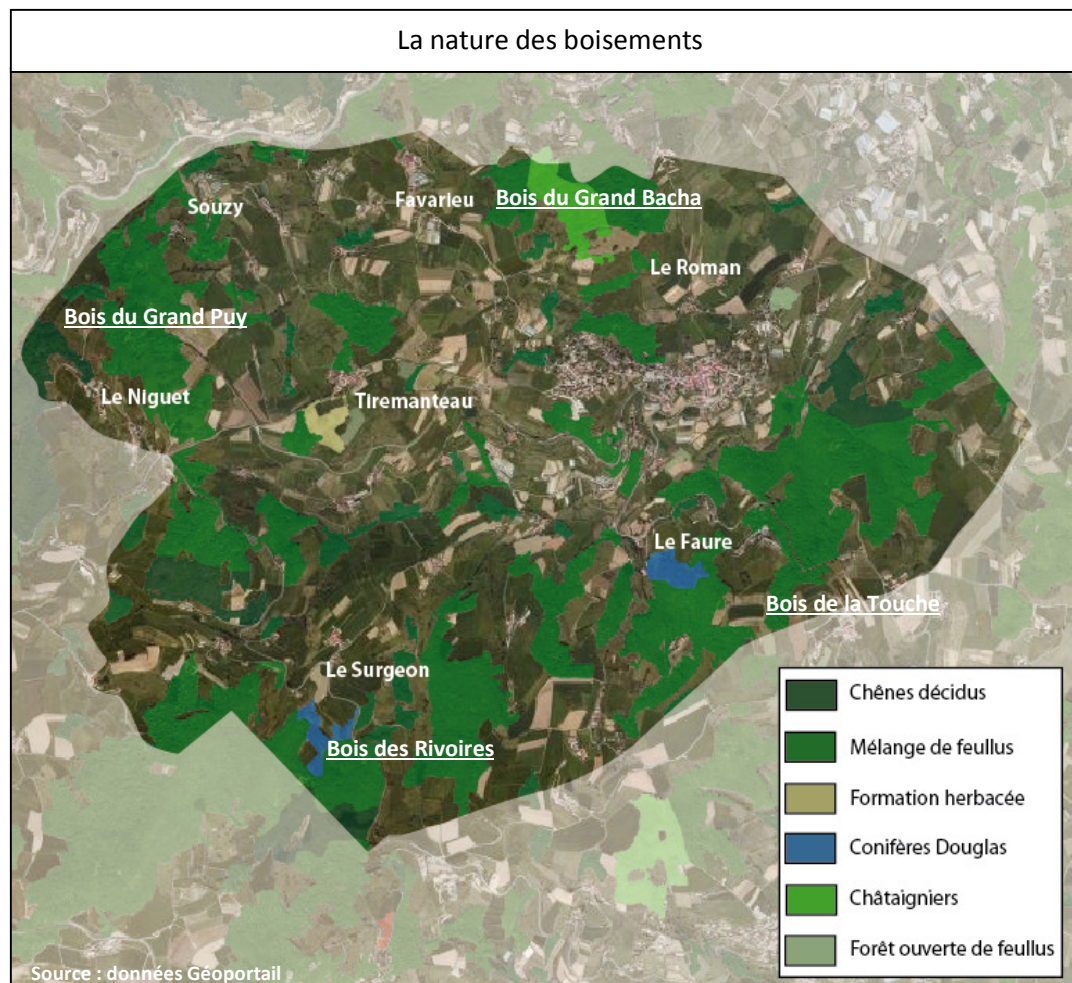 La nature des boisements
Souzy
Favarleu
Bois du Grand Bacha
Le Roman
Bois du Grand Puy
Le Niguet
Tiremanteau
Le Faure
Bois de la Touche
Le Surgeon
Bois des Rivoires
Chênes décidus
Mélange de feullus
Formation herbacée
Conifères Douglas
Châtaigniers
Forêt ouverte de feullus
Source : données Géoportail